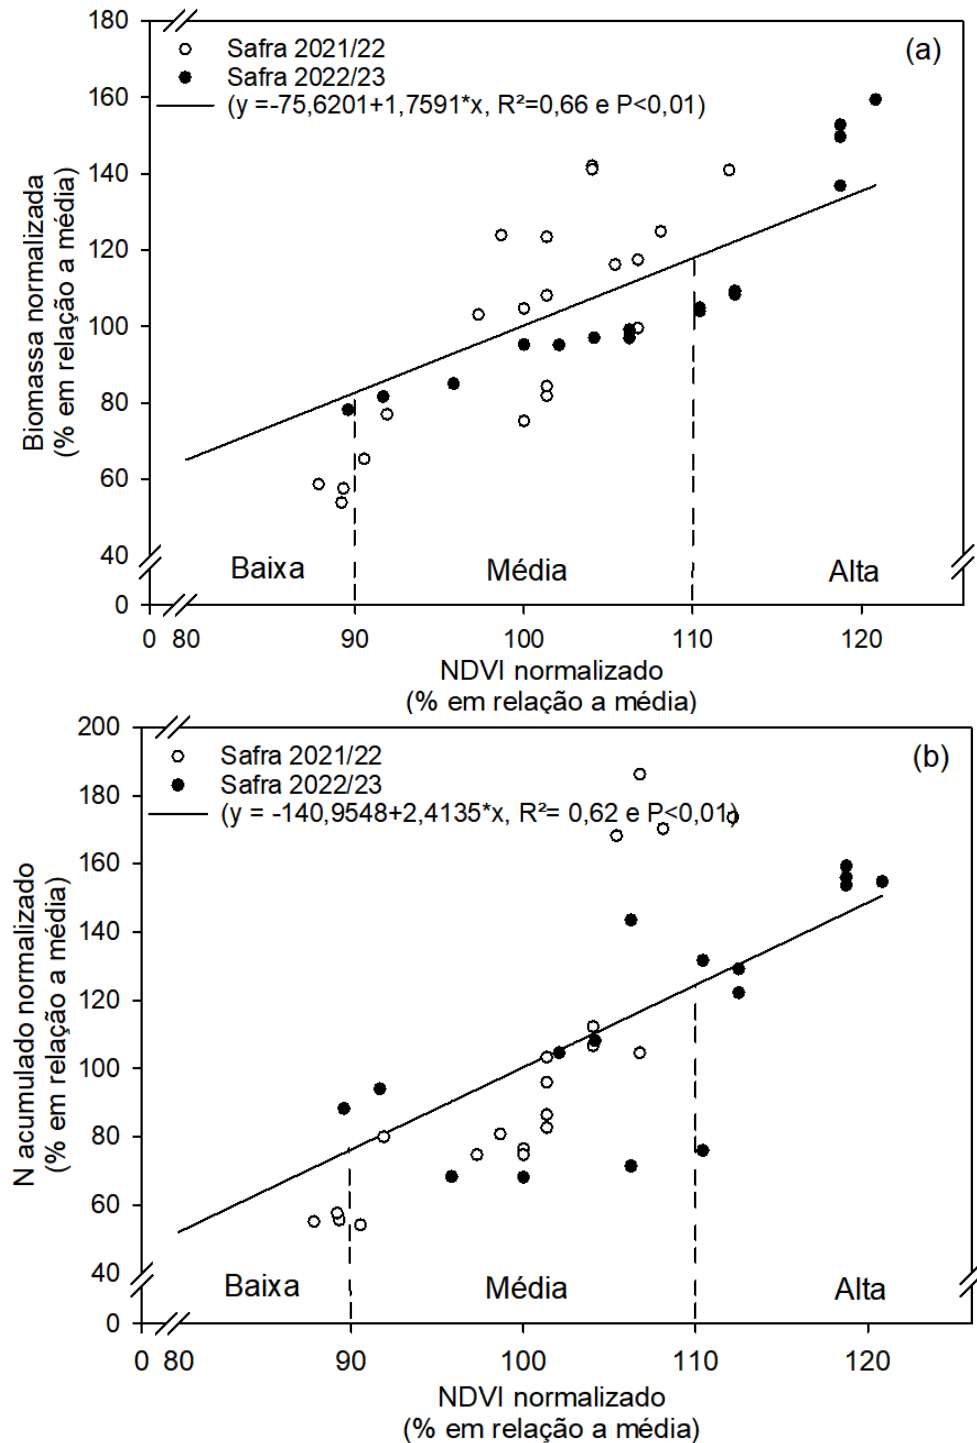 180
160
140
120
100
80
60
40
0
Biomassa normalizada
(% em relação a média)
(a)
Safra 2021/22
Safra 2022/23
(y =-75,6201+1,7591*x, R²=0,66 e P<0,01)
Baixa
Média
Alta
0 80 90 100 110 120
NDVI normalizado
(% em relação a média)
200
180
160
140
120
100
80
60
40
0
N acumulado normalizado
(% em relação a média)
(b)
Safra 2021/22
Safra 2022/23
(y = -140,9548+2,4135*x, R²= 0,62 e P<0,01)
Baixa
Média
Alta
0 80 90 100 110 120
NDVI normalizado
(% em relação a média)